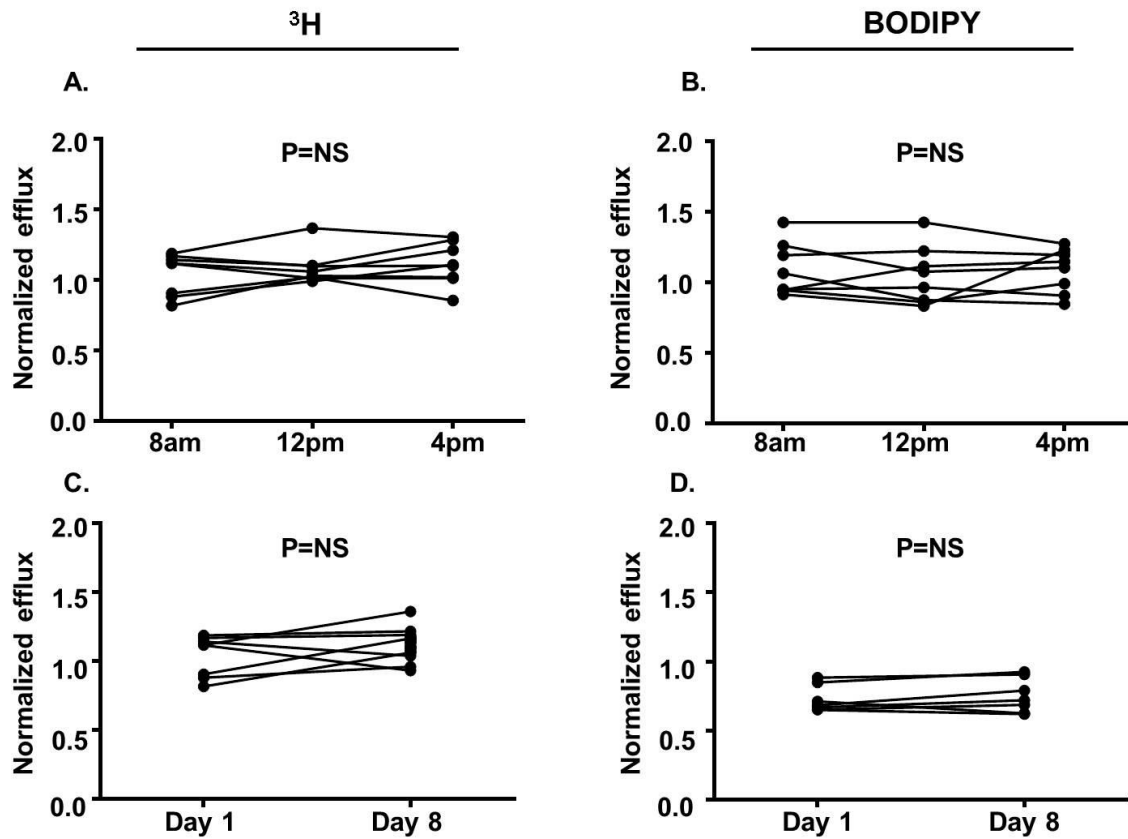 ³H
BODIPY
A.
B.
P=NS
P=NS
Normalized efflux
2.0
1.5
1.0
0.5
0.0
8am 12pm 4pm
Normalized efflux
2.0
1.5
1.0
0.5
0.0
8am 12pm 4pm
C.
D.
P=NS
P=NS
Normalized efflux
2.0
1.5
1.0
0.5
0.0
Day 1 Day 8
Normalized efflux
2.0
1.5
1.0
0.5
0.0
Day 1 Day 8